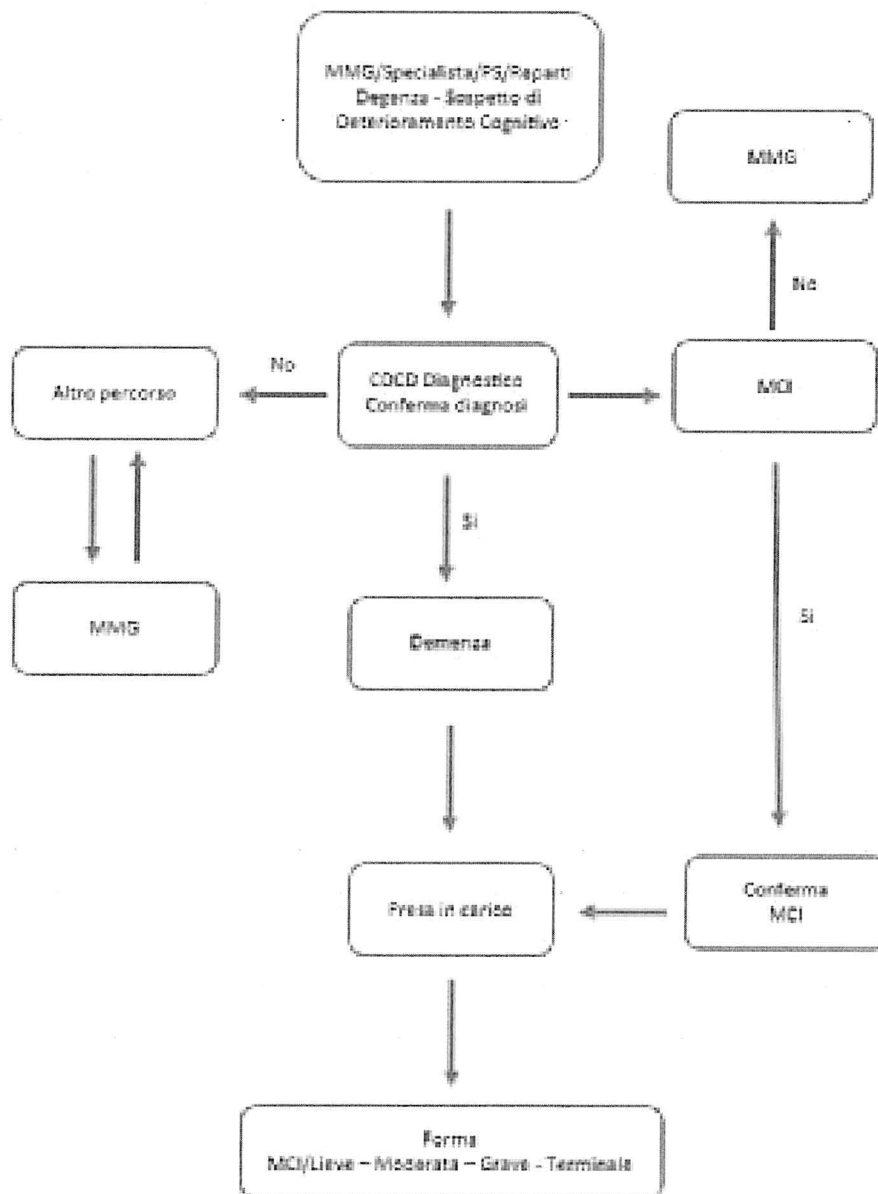 MMG/Specialista/PS/Reparti
Degenza - Sospetto di
Deterioramento Cognitivo
MMG
No
Altro percorso
No
CDCD Diagnostico
Conferma diagnosi
MCI
Si
MMG
Demenza
Si
Presa in carico
Conferma
MCI
Forma
MCI/Lieve – Moderata – Grave - Terminale